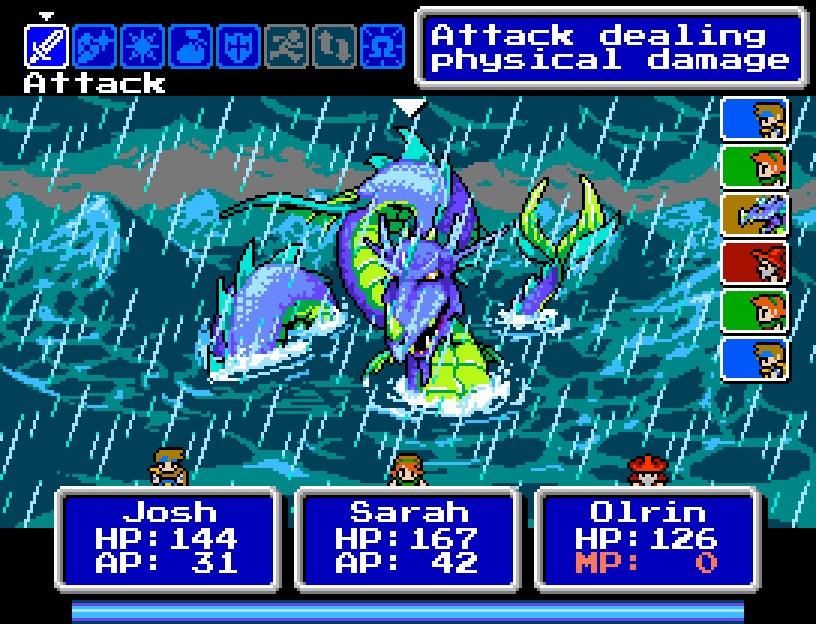 Attack
Attack dealing
physical damage
Josh
HP:144
AP: 31
Sarah
HP:167
AP: 42
Olrin
HP:126
MP: 0